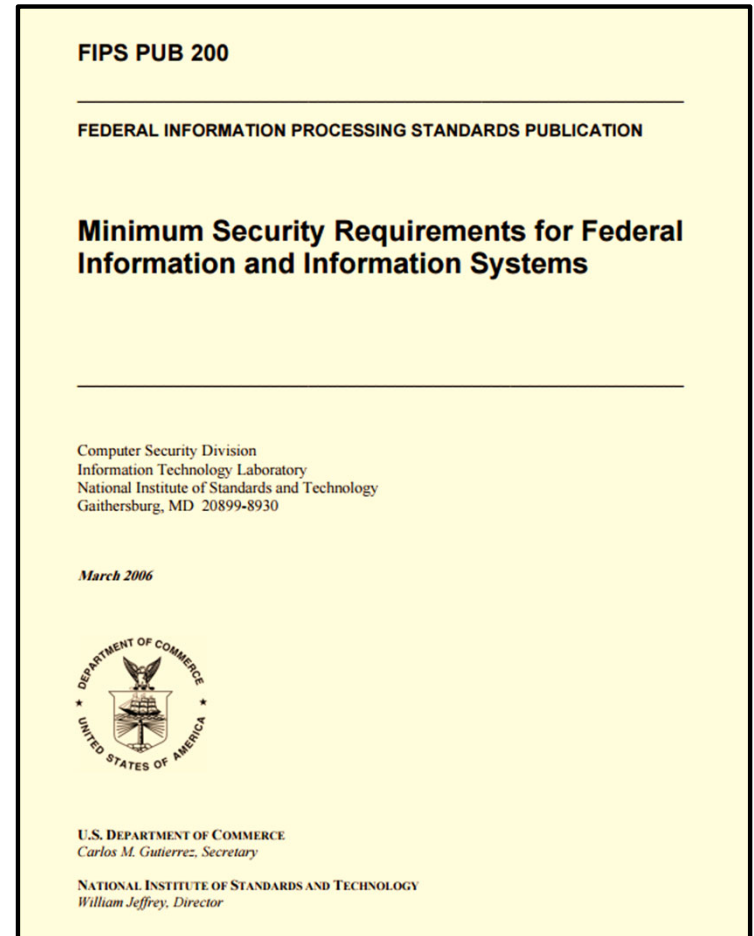 FIPS PUB 200
FEDERAL INFORMATION PROCESSING STANDARDS PUBLICATION
Minimum Security Requirements for Federal
Information and Information Systems
Computer Security Division
Information Technology Laboratory
National Institute of Standards and Technology
Gaithersburg, MD 20899-8930
March 2006
DEPARTMENT OF COMMERCE
UNITED STATES OF AMERICA
U.S. DEPARTMENT OF COMMERCE
Carlos M. Gutierrez, Secretary
NATIONAL INSTITUTE OF STANDARDS AND TECHNOLOGY
William Jeffrey, Director